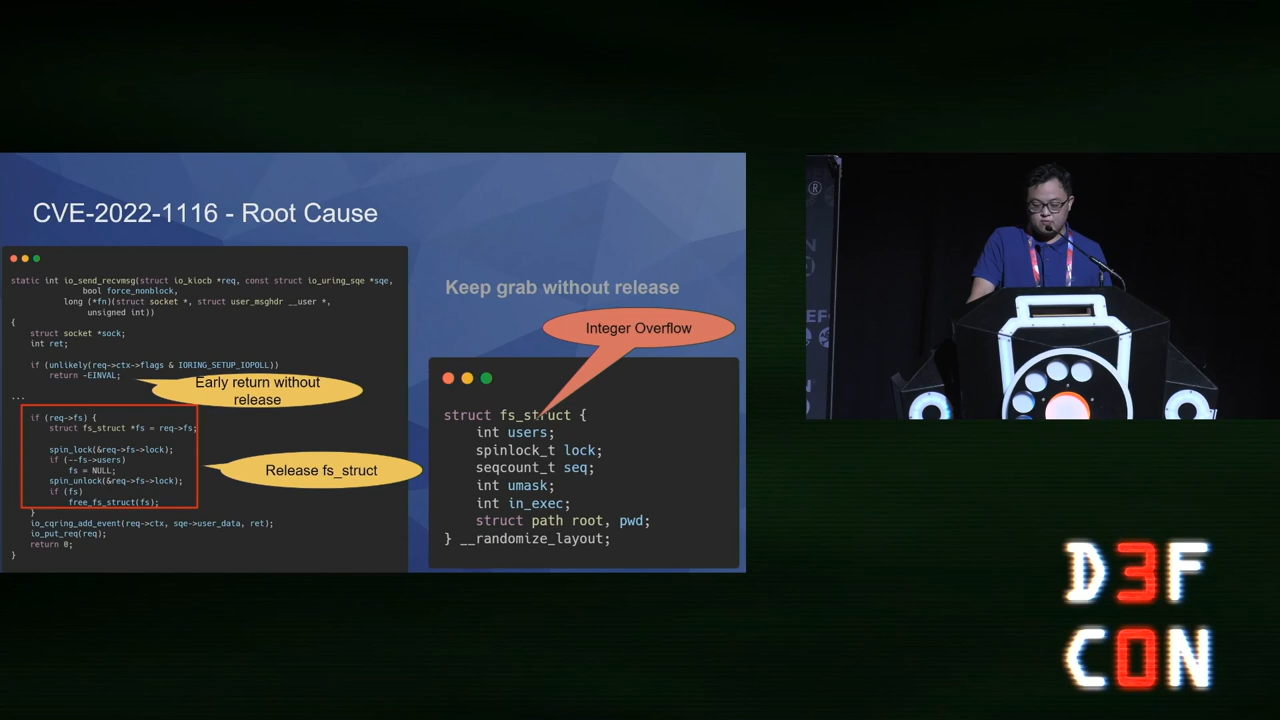 CVE-2022-1116 - Root Cause
static int io_send_recvmsg(struct io_kiocb *req, const struct io_uring_sqe *sqe,
bool force_nonblock,
long (*fn)(struct socket *, struct user_msghdr __user *,
unsigned int))
{
struct socket *sock;
int ret;
if (unlikely(req->ctx->flags & IORING_SETUP_IOPOLL))
return -EINVAL;
Early return without
release
...
if (req->fs) {
struct fs_struct *fs = req->fs;
spin_lock(&req->fs->lock);
if (--fs->users)
fs = NULL;
spin_unlock(&req->fs->lock);
if (fs)
free_fs_struct(fs);
}
Release fs_struct
io_cqring_add_event(req->ctx, sqe->user_data, ret);
io_put_req(req);
return 0;
}
Keep grab without release
Integer Overflow
struct fs_struct {
int users;
spinlock_t lock;
seqcount_t seq;
int umask;
int in_exec;
struct path root, pwd;
} __randomize_layout;
D3F
C0N